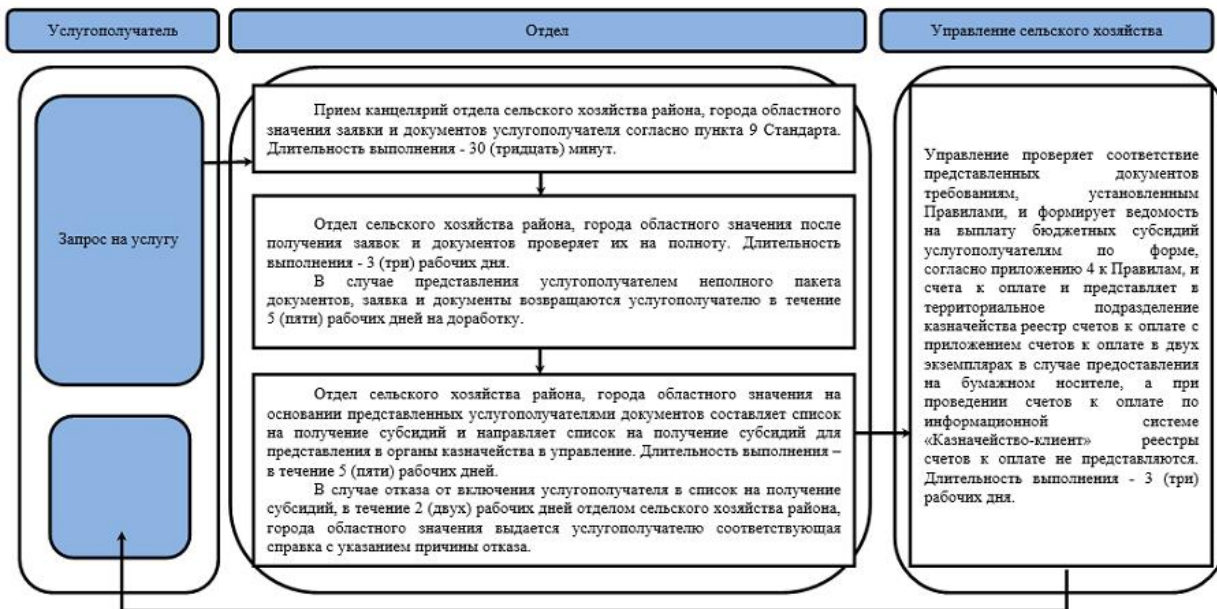 Услугополучатель
Отдел
Управление сельского хозяйства
Запрос на услугу
Прием канцелярий отдела сельского хозяйства района, города областного
значения заявки и документов услугополучателя согласно пункта 9 Стандарта.
Длительность выполнения - 30 (тридцать) минут.
Отдел сельского хозяйства района, города областного значения после
получения заявок и документов проверяет их на полноту. Длительность
выполнения - 3 (три) рабочих дня.
В случае представления услугополучателем неполного пакета
документов, заявка и документы возвращаются услугополучателю в течение
5 (пяти) рабочих дней на доработку.
Отдел сельского хозяйства района, города областного значения на
основании представленных услугополучателями документов составляет список
на получение субсидий и направляет список на получение субсидий для
представления в органы казначейства в управление. Длительность выполнения –
в течение 5 (пяти) рабочих дней.
В случае отказа от включения услугополучателя в список на получение
субсидий, в течение 2 (двух) рабочих дней отделом сельского хозяйства района,
города областного значения выдается услугополучателю соответствующая
справка с указанием причины отказа.
Управление проверяет соответствие
представленных документов
требованиям, установленным
Правилами, и формирует ведомость
на выплату бюджетных субсидий
услугополучателям по форме,
согласно приложению 4 к Правилам, и
счета к оплате и представляет в
территориальное подразделение
казначейства реестр счетов к оплате с
приложением счетов к оплате в двух
экземплярах в случае предоставления
на бумажном носителе, а при
проведении счетов к оплате по
информационной системе
«Казначейство-клиент» реестры
счетов к оплате не представляются.
Длительность выполнения - 3 (три)
рабочих дня.